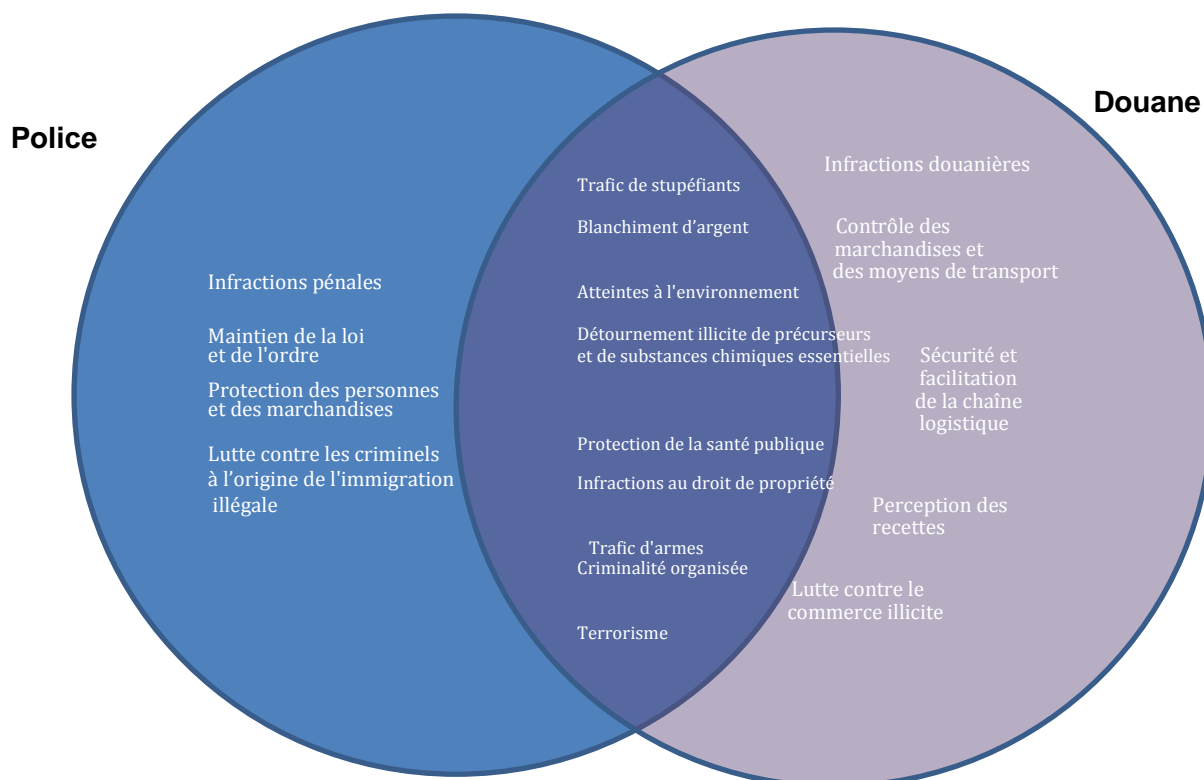 Police
Infractions pénales
Maintien de la loi
et de l'ordre
Protection des personnes
et des marchandises
Lutte contre les criminels
à l’origine de l'immigration
illégale
Trafic de stupéfiants
Blanchiment d’argent
Atteintes à l'environnement
Détournement illicite de précurseurs
et de substances chimiques essentielles
Protection de la santé publique
Infractions au droit de propriété
Trafic d'armes
Criminalité organisée
Terrorisme
Douane
Infractions douanières
Contrôle des
marchandises et
des moyens de transport
Sécurité et
facilitation
de la chaîne
logistique
Perception des
recettes
Lutte contre le
commerce illicite